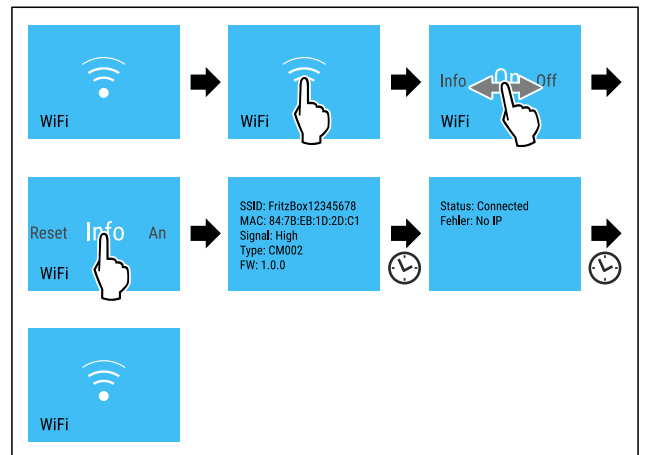 WiFi
WiFi
Info On Off
WiFi
Reset Info An
WiFi
SSID: FritzBox12345678
MAC: 84:7B:EB:1D:2D:C1
Signal: High
Type: CM002
FW: 1.0.0
Status: Connected
Fehler: No IP
WiFi